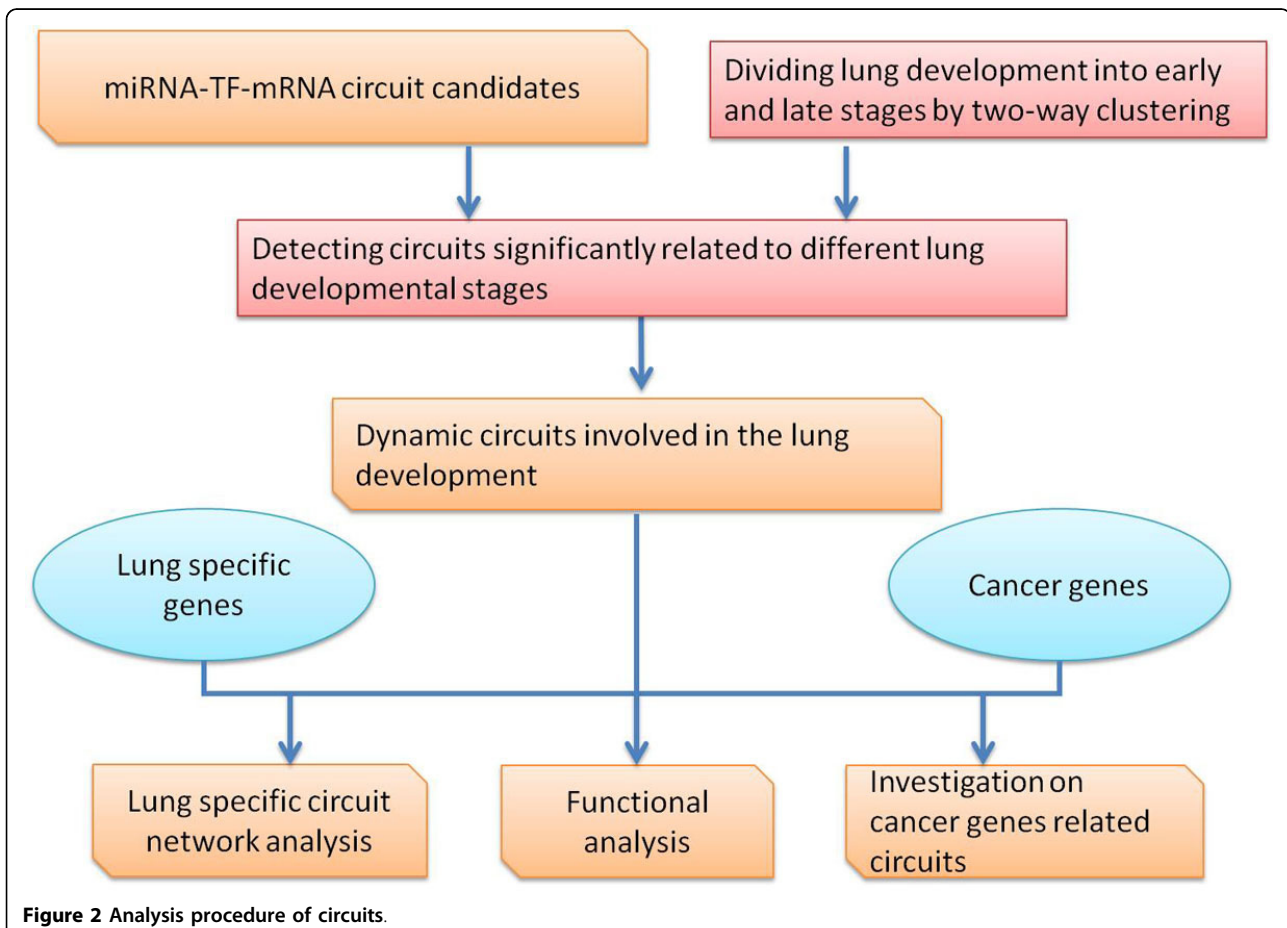 miRNA-TF-mRNA circuit candidates
Dividing lung development into early
and late stages by two-way clustering
Detecting circuits significantly related to different lung
developmental stages
Dynamic circuits involved in the lung
development
Lung specific
genes
Cancer genes
Lung specific circuit
network analysis
Functional
analysis
Investigation on
cancer genes related
circuits
Figure 2 Analysis procedure of circuits.